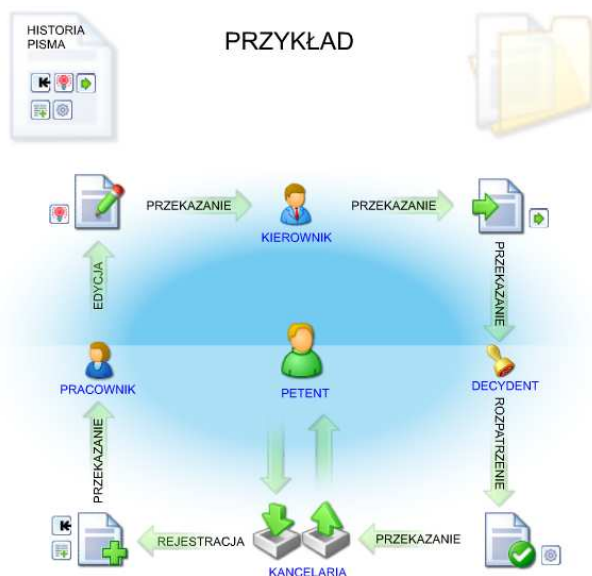 HISTORIA
PISMA
PRZYKŁAD
PRZEKAZANIE
PRZEKAZANIE
KIEROWNIK
EDYCJA
PRZEKAZANIE
PRACOWNIK
PETENT
DECYDENT
PRZEKAZANIE
ROZPATRZENIE
REJESTRACJA
PRZEKAZANIE
KANCELARIA